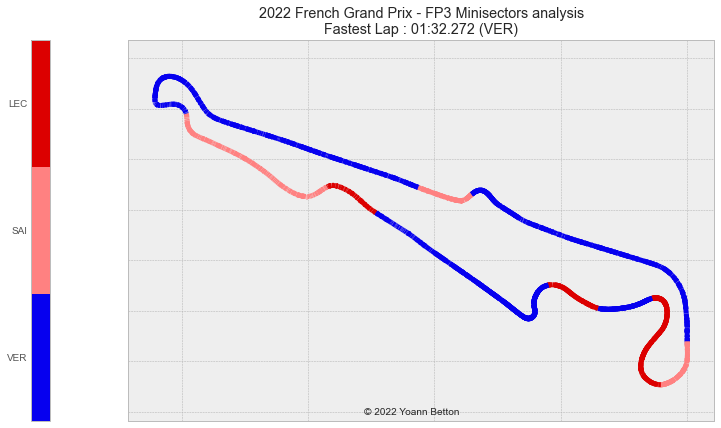 2022 French Grand Prix - FP3 Minisectors analysis
Fastest Lap : 01:32.272 (VER)
LEC
SAI
VER
© 2022 Yoann Betton